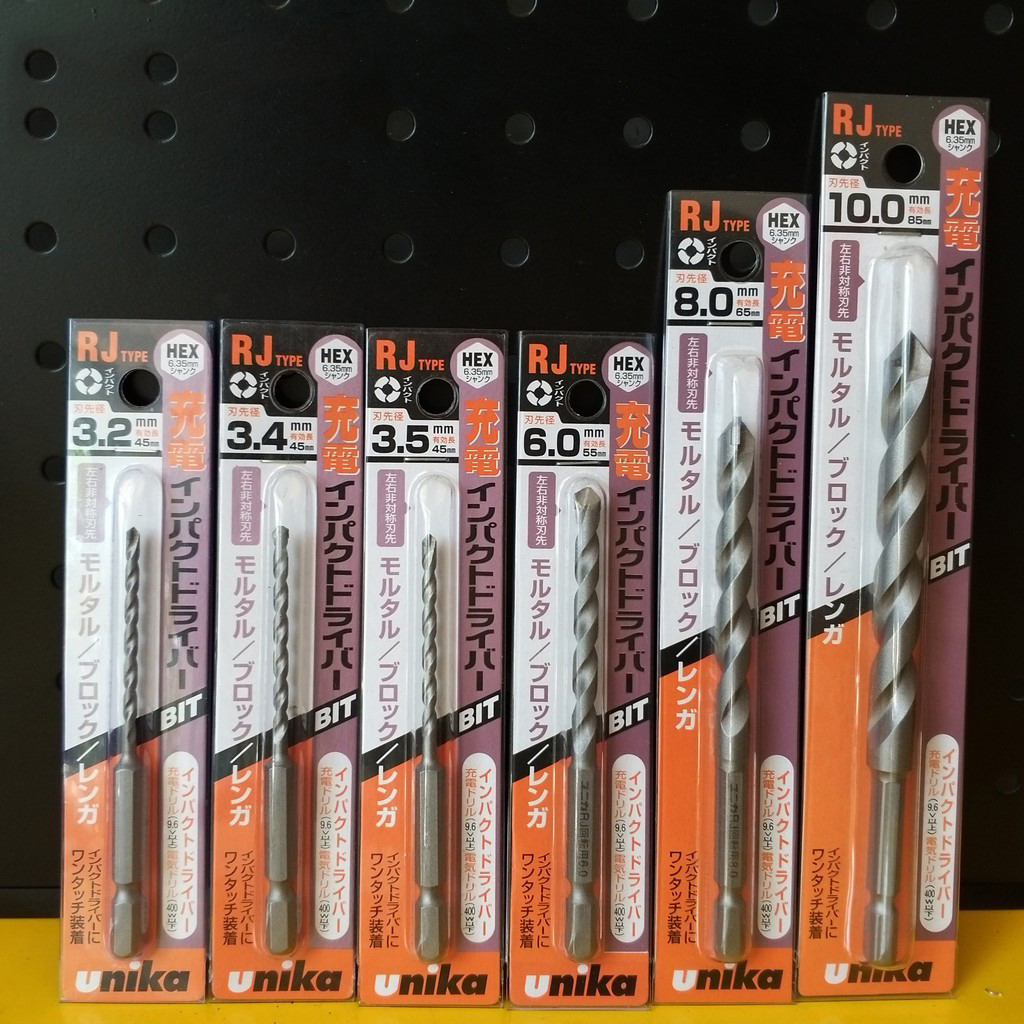 RJ TYPE
HEX
6.35mm
シャンク
インパクト
刃先径
3.2 mm
有効長
45mm
充電
インパクトドライバー
BIT
左右非対称刃先
モルタル/ブロック/レンガ
インパクトドライバー
充電ドリル(9.6V以上) 電気ドリル(400W以下)
インパクトドライバーに
ワンタッチ装着
unika
RJ TYPE
HEX
6.35mm
シャンク
インパクト
刃先径
3.4 mm
有効長
45mm
充電
インパクトドライバー
BIT
左右非対称刃先
モルタル/ブロック/レンガ
インパクトドライバー
充電ドリル(9.6V以上) 電気ドリル(400W以下)
インパクトドライバーに
ワンタッチ装着
unika
RJ TYPE
HEX
6.35mm
シャンク
インパクト
刃先径
3.5 mm
有効長
45mm
充電
インパクトドライバー
BIT
左右非対称刃先
モルタル/ブロック/レンガ
インパクトドライバー
充電ドリル(9.6V以上) 電気ドリル(400W以下)
インパクトドライバーに
ワンタッチ装着
unika
RJ TYPE
HEX
6.35mm
シャンク
インパクト
刃先径
6.0 mm
有効長
55mm
充電
インパクトドライバー
BIT
左右非対称刃先
モルタル/ブロック/レンガ
ユニカRJ回転用6.0
インパクトドライバー
充電ドリル(9.6V以上) 電気ドリル(400W以下)
インパクトドライバーに
ワンタッチ装着
unika
RJ TYPE
HEX
6.35mm
シャンク
インパクト
刃先径
8.0 mm
有効長
65mm
充電
インパクトドライバー
BIT
左右非対称刃先
モルタル/ブロック/レンガ
ユニカRJ回転用8.0
インパクトドライバー
充電ドリル(9.6V以上) 電気ドリル(400W以下)
インパクトドライバーに
ワンタッチ装着
unika
RJ TYPE
HEX
6.35mm
シャンク
インパクト
刃先径
10.0 mm
有効長
85mm
充電
インパクトドライバー
BIT
左右非対称刃先
モルタル/ブロック/レンガ
インパクトドライバー
充電ドリル(9.6V以上) 電気ドリル(400W以下)
インパクトドライバーに
ワンタッチ装着
unika